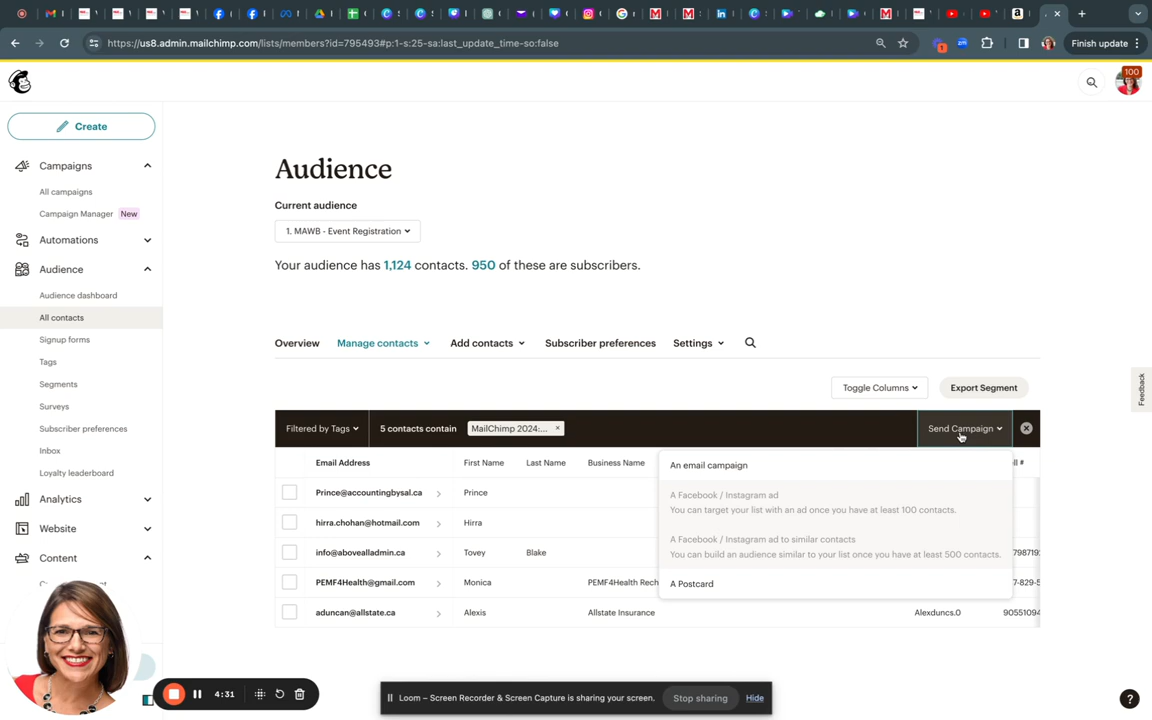 https://us8.admin.mailchimp.com/lists/members?id=795493#p:1-s:25-sa:last_update_time-so:false
1
Finish update
100
Create
Campaigns
All campaigns
Campaign Manager New
Automations
Audience
Audience dashboard
All contacts
Signup forms
Tags
Segments
Surveys
Subscriber preferences
Inbox
Loyalty leaderboard
Analytics
Website
Content
Audience
Current audience
1. MAWB - Event Registration
Your audience has 1,124 contacts. 950 of these are subscribers.
Overview Manage contacts Add contacts Subscriber preferences Settings
Toggle Columns Export Segment
Filtered by Tags 5 contacts contain MailChimp 2024:... × Send Campaign
Email Address First Name Last Name Business Name ll #
Prince@accountingbysal.ca Prince
hirra.chohan@hotmail.com Hirra
info@abovealladmin.ca Tovey Blake 798719
PEMF4Health@gmail.com Monica PEMF4Health Rech 7-829-5
aduncan@allstate.ca Alexis Allstate Insurance Alexduncs.0 90551094
An email campaign
A Facebook / Instagram ad
You can target your list with an ad once you have at least 100 contacts.
A Facebook / Instagram ad to similar contacts
You can build an audience similar to your list once you have at least 500 contacts.
A Postcard
Feedback
4:31
Loom – Screen Recorder & Screen Capture is sharing your screen. Stop sharing Hide
?